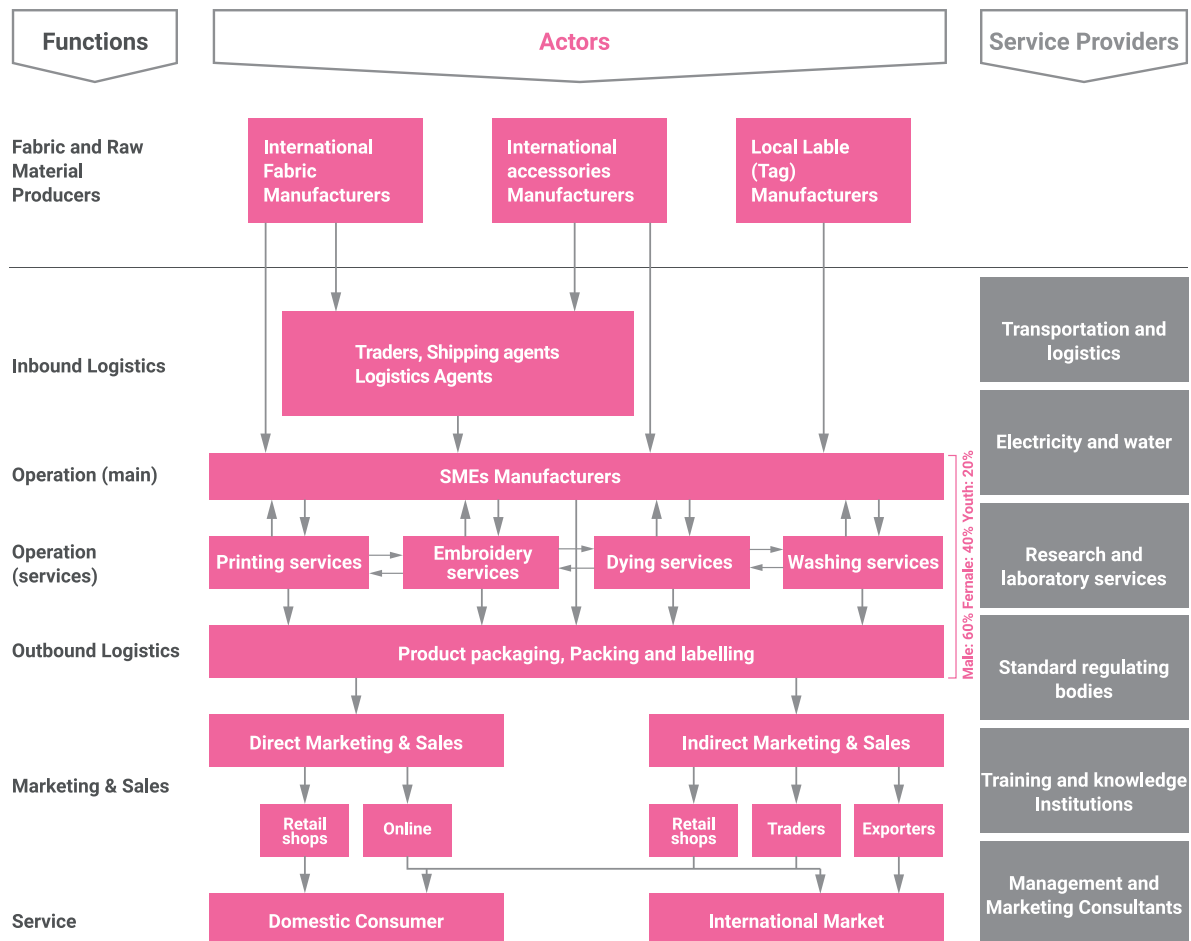 Functions
Actors
Service Providers
Fabric and Raw
Material
Producers
International
Fabric
Manufacturers
International
accessories
Manufacturers
Local Lable
(Tag)
Manufacturers
Inbound Logistics
Traders, Shipping agents
Logistics Agents
Transportation and
logistics
Operation (main)
SMEs Manufacturers
Electricity and water
Operation
(services)
Printing services
Embroidery
services
Dying services
Washing services
Research and
laboratory services
Outbound Logistics
Product packaging, Packing and labelling
Male: 60% Fernale: 40% Youth: 20%
Standard regulating
bodies
Marketing & Sales
Direct Marketing & Sales
Indirect Marketing & Sales
Retail
shops
Online
Retail
shops
Traders
Exporters
Training and knowledge
Institutions
Service
Domestic Consumer
International Market
Management and
Marketing Consultants